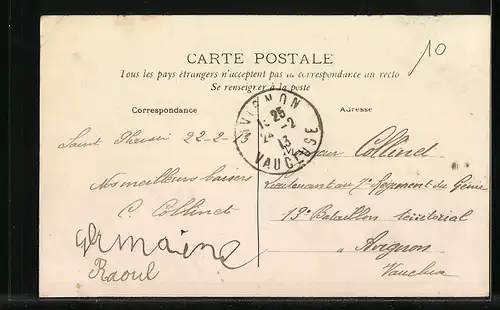 10
CARTE POSTALE
Tous les pays étrangers n'acceptent pas la correspondance au recto
Se renseigner à la poste
Correspondance
Adresse
AVIGNON
25
24 -2
13
VAUCLUSE
Saint 22-2-13
Nos meilleurs baisers
C. Collinet
Germaine
Raoul
Collinet
Lieutenant au 7e Régiment du Génie
19e Bataillon territorial
à Avignon
Vaucluse